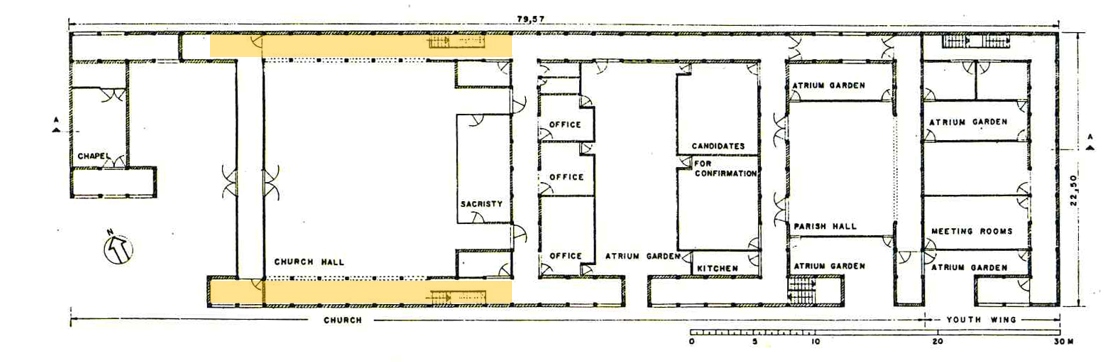 79,57
ATRIUM GARDEN
A
OFFICE
ATRIUM GARDEN
A
CHAPEL
CANDIDATES
FOR
CONFIRMATION
OFFICE
22,50
SACRISTY
PARISH HALL
MEETING ROOMS
N
CHURCH HALL
OFFICE
ATRIUM GARDEN
KITCHEN
ATRIUM GARDEN
ATRIUM GARDEN
CHURCH
YOUTH WING
0 5 10 20 30 M